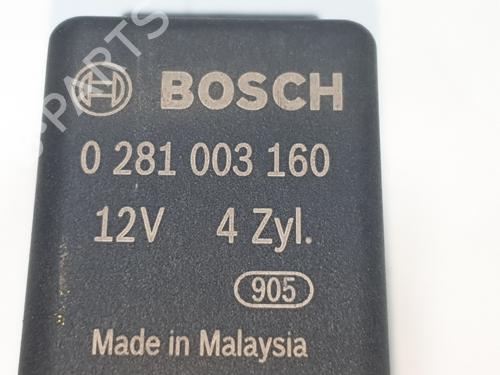 BOSCH
0 281 003 160
12V 4 Zyl.
905
Made in Malaysia